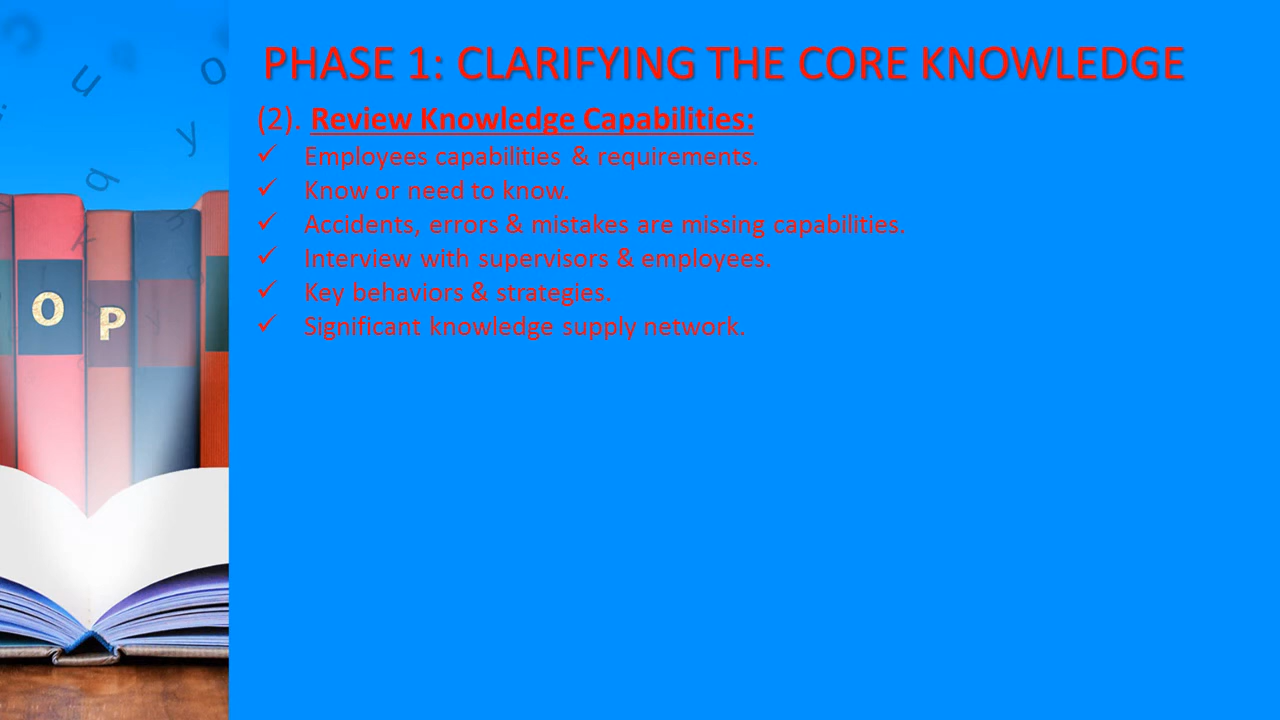 PHASE 1: CLARIFYING THE CORE KNOWLEDGE
(2). Review Knowledge Capabilities:
✓ Employees capabilities & requirements.
✓ Know or need to know.
✓ Accidents, errors & mistakes are missing capabilities.
✓ Interview with supervisors & employees.
✓ Key behaviors & strategies.
✓ Significant knowledge supply network.
u
o
y
q
k
O
P